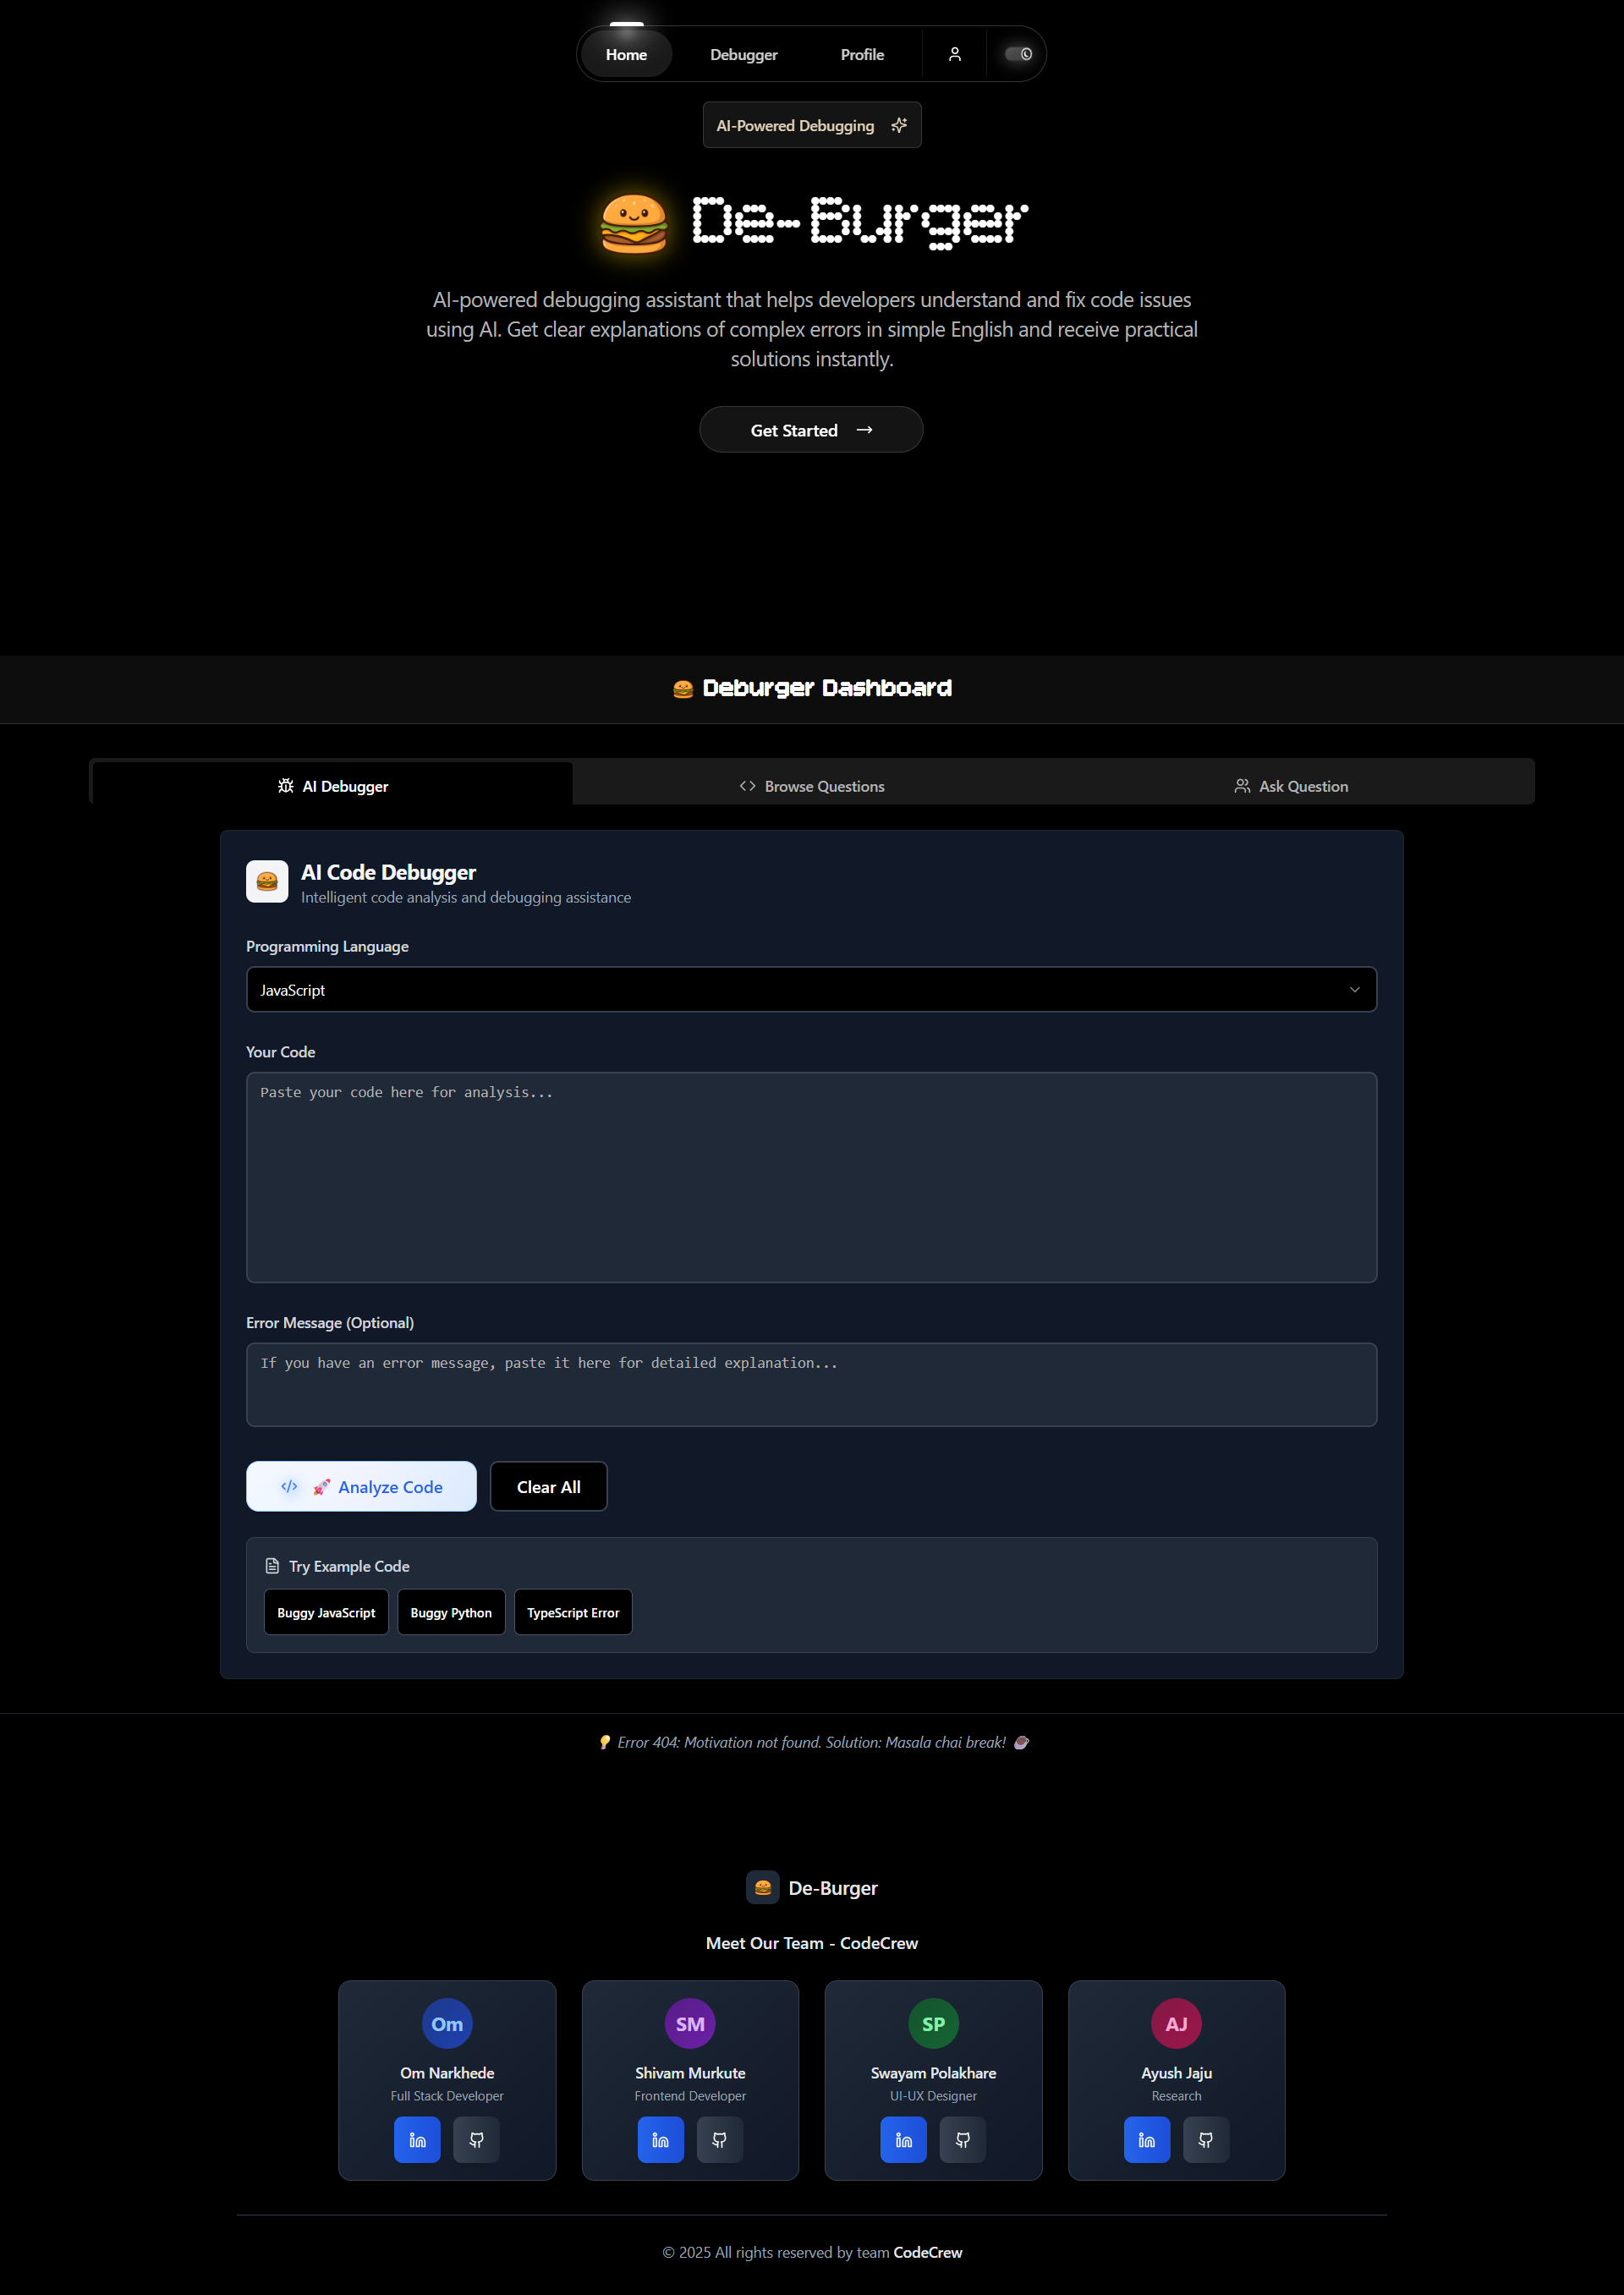 Home Debugger Profile
AI-Powered Debugging
De-Burger
AI-powered debugging assistant that helps developers understand and fix code issues
using AI. Get clear explanations of complex errors in simple English and receive practical
solutions instantly.
Get Started →
Deburger Dashboard
AI Debugger Browse Questions Ask Question
AI Code Debugger
Intelligent code analysis and debugging assistance
Programming Language
JavaScript
Your Code
Paste your code here for analysis...
Error Message (Optional)
If you have an error message, paste it here for detailed explanation...
🚀 Analyze Code Clear All
Try Example Code
Buggy JavaScript Buggy Python TypeScript Error
💡 Error 404: Motivation not found. Solution: Masala chai break! ☕
De-Burger
Meet Our Team - CodeCrew
Om SM SP AJ
Om Narkhede Shivam Murkute Swayam Polakhare Ayush Jaju
Full Stack Developer Frontend Developer UI-UX Designer Research
in in in in
© 2025 All rights reserved by team CodeCrew